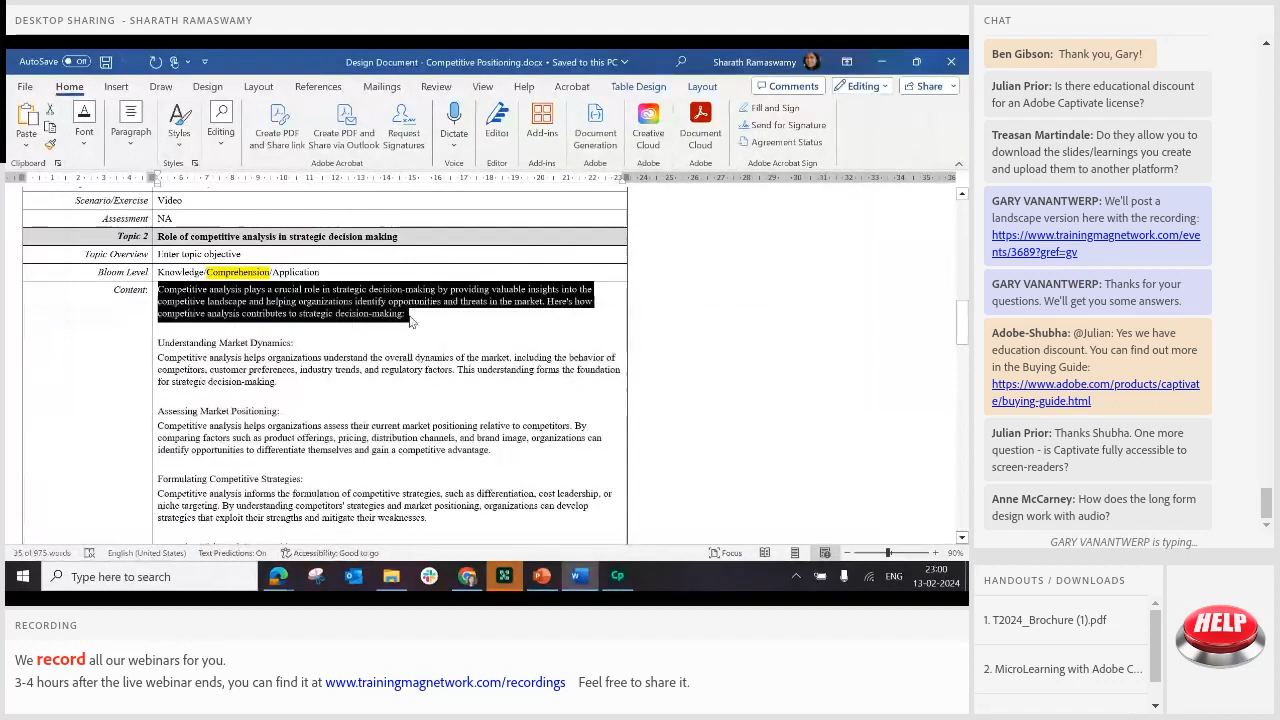 DESKTOP SHARING - SHARATH RAMASWAMY
AutoSave Off
Design Document - Competitive Positioning.docx • Saved to this PC
Sharath Ramaswamy
File Home Insert Draw Design Layout References Mailings Review View Help Acrobat Table Design Layout
Comments Editing Share
Paste
Font
Paragraph
Styles
Editing
Create PDF
and Share link
Create PDF and
Share via Outlook
Request
Signatures
Dictate
Editor
Add-ins
Document
Generation
Creative
Cloud
Document
Cloud
Fill and Sign
Send for Signature
Agreement Status
Clipboard Styles Adobe Acrobat Voice Editor Add-ins Adobe Adobe Adobe Acrobat Sign
Scenario/Exercise Video
Assessment NA
Topic 2 Role of competitive analysis in strategic decision making
Topic Overview Enter topic objective
Bloom Level Knowledge/Comprehension/Application
Content: Competitive analysis plays a crucial role in strategic decision-making by providing valuable insights into the
competitive landscape and helping organizations identify opportunities and threats in the market. Here's how
competitive analysis contributes to strategic decision-making:
Understanding Market Dynamics:
Competitive analysis helps organizations understand the overall dynamics of the market, including the behavior of
competitors, customer preferences, industry trends, and regulatory factors. This understanding forms the foundation
for strategic decision-making.
Assessing Market Positioning:
Competitive analysis helps organizations assess their current market positioning relative to competitors. By
comparing factors such as product offerings, pricing, distribution channels, and brand image, organizations can
identify opportunities to differentiate themselves and gain a competitive advantage.
Formulating Competitive Strategies:
Competitive analysis informs the formulation of competitive strategies, such as differentiation, cost leadership, or
niche targeting. By understanding competitors' strategies and market positioning, organizations can develop
strategies that exploit their strengths and mitigate their weaknesses.
35 of 975 words English (United States) Text Predictions: On Accessibility: Good to go Focus 90%
Type here to search
ENG
23:00
13-02-2024
RECORDING
We record all our webinars for you.
3-4 hours after the live webinar ends, you can find it at www.trainingmagnetwork.com/recordings Feel free to share it.
CHAT
Ben Gibson: Thank you, Gary!
Julian Prior: Is there educational discount
for an Adobe Captivate license?
Treasan Martindale: Do they allow you to
download the slides/learnings you create
and upload them to another platform?
GARY VANANTWERP: We'll post a
landscape version here with the recording:
https://www.trainingmagnetwork.com/eve
nts/3689?gref=gv
GARY VANANTWERP: Thanks for your
questions. We'll get you some answers.
Adobe-Shubha: @Julian: Yes we have
education discount. You can find out more
in the Buying Guide:
https://www.adobe.com/products/captivat
e/buying-guide.html
Julian Prior: Thanks Shubha. One more
question - is Captivate fully accessible to
screen-readers?
Anne McCarney: How does the long form
design work with audio?
GARY VANANTWERP is typing...
HANDOUTS / DOWNLOADS
1. T2024_Brochure (1).pdf
2. MicroLearning with Adobe C...
HELP